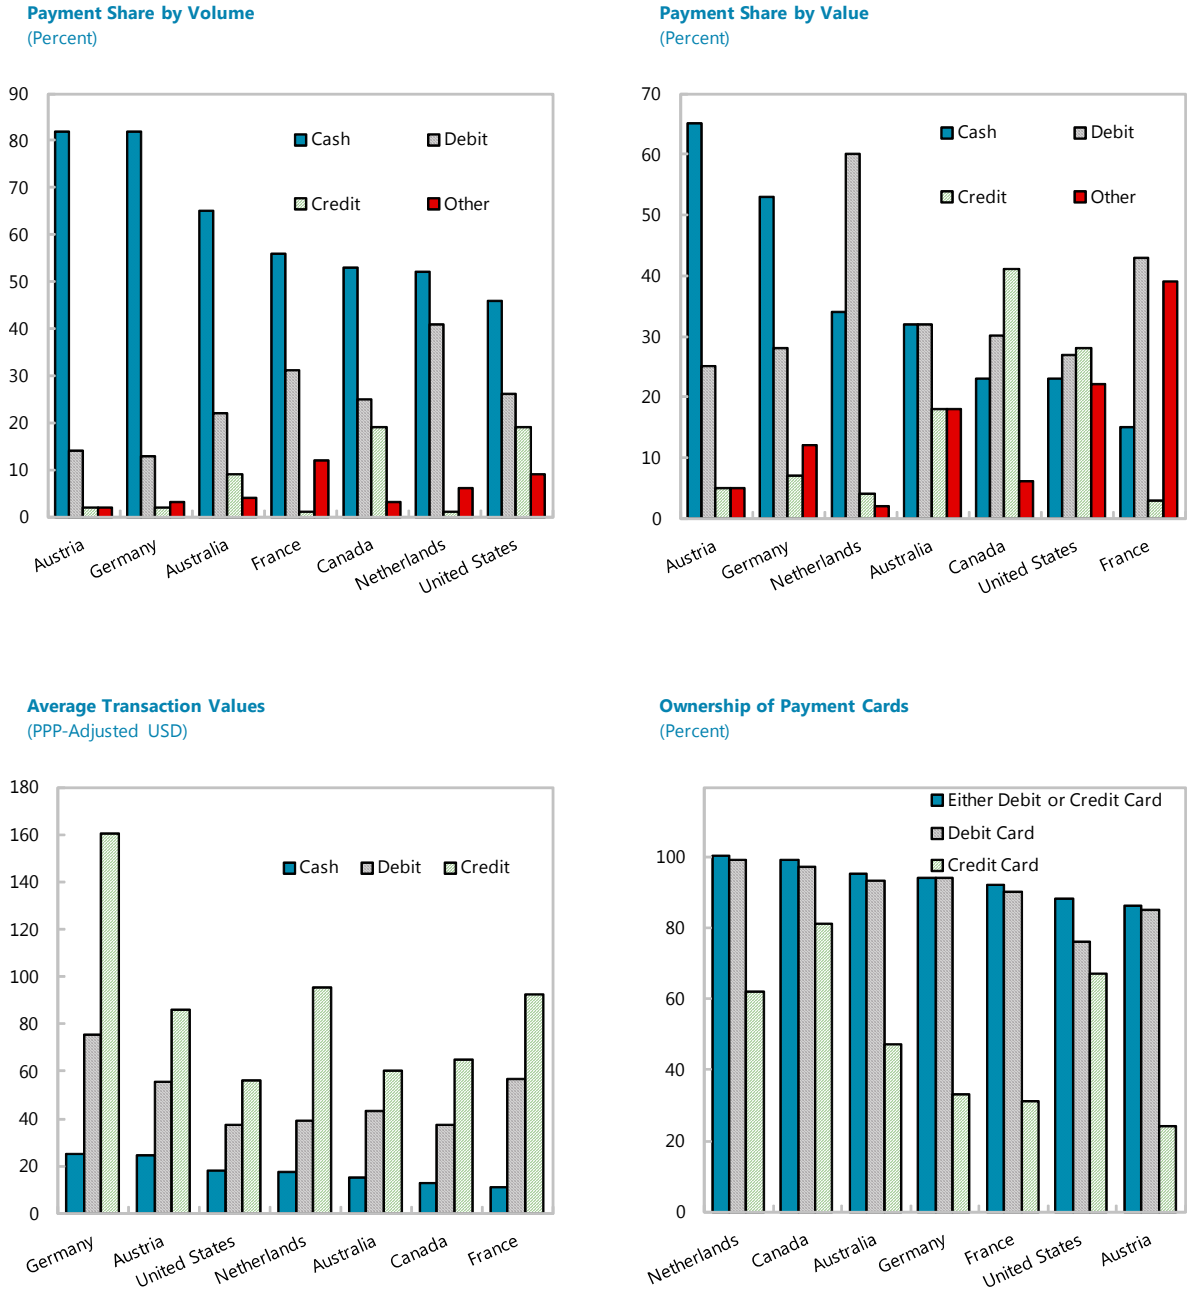 Payment Share by Volume
(Percent)
90
80
70
60
50
40
30
20
10
0
Cash
Debit
Credit
Other
Austria
Germany
Australia
France
Canada
Netherlands
United States
Payment Share by Value
(Percent)
70
60
50
40
30
20
10
0
Cash
Debit
Credit
Other
Austria
Germany
Netherlands
Australia
Canada
United States
France
Average Transaction Values
(PPP-Adjusted USD)
180
160
140
120
100
80
60
40
20
0
Cash
Debit
Credit
Germany
Austria
United States
Netherlands
Australia
Canada
France
Ownership of Payment Cards
(Percent)
100
80
60
40
20
0
Either Debit or Credit Card
Debit Card
Credit Card
Netherlands
Canada
Australia
Germany
France
United States
Austria